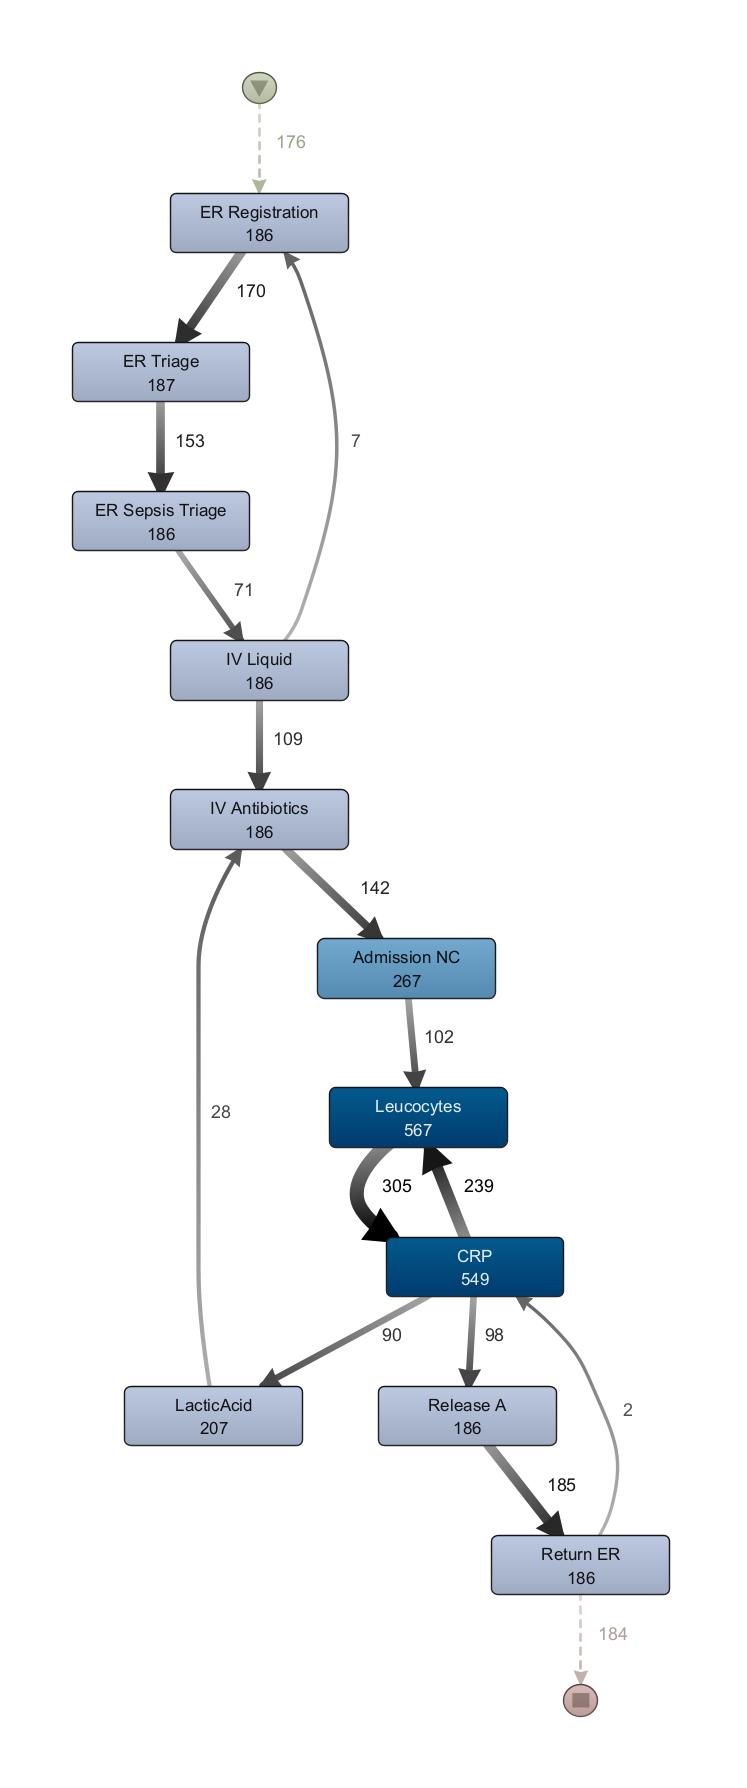 176
ER Registration
186
170
ER Triage
187
7
153
ER Sepsis Triage
186
71
IV Liquid
186
109
IV Antibiotics
186
142
Admission NC
267
102
28
Leucocytes
567
305
239
CRP
549
90
98
2
LacticAcid
207
Release A
186
185
Return ER
186
184